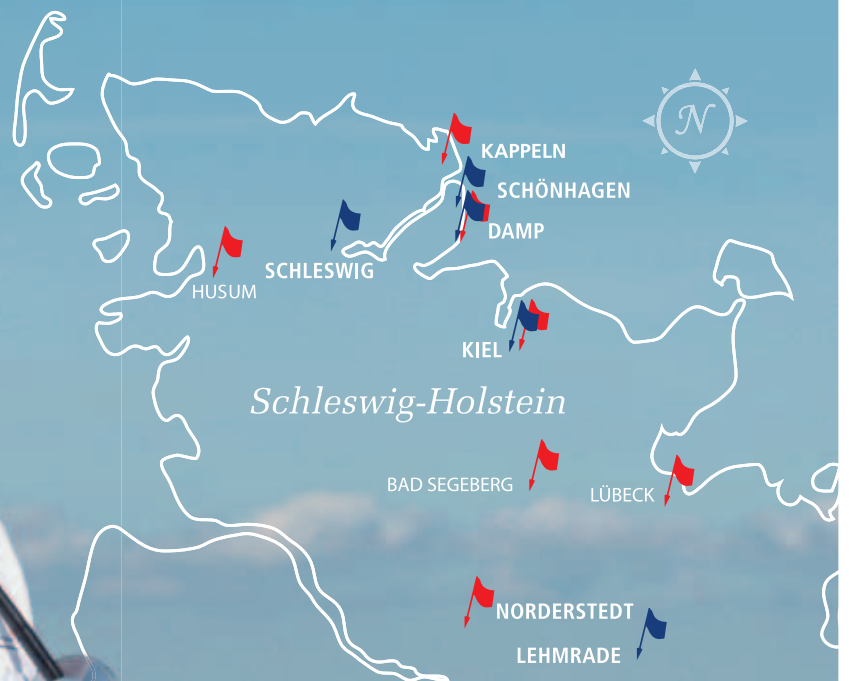 N
KAPPELN
SCHÖNHAGEN
DAMP
SCHLESWIG
HUSUM
KIEL
Schleswig-Holstein
BAD SEGEBERG
LÜBECK
NORDERSTEDT
LEHMRADE